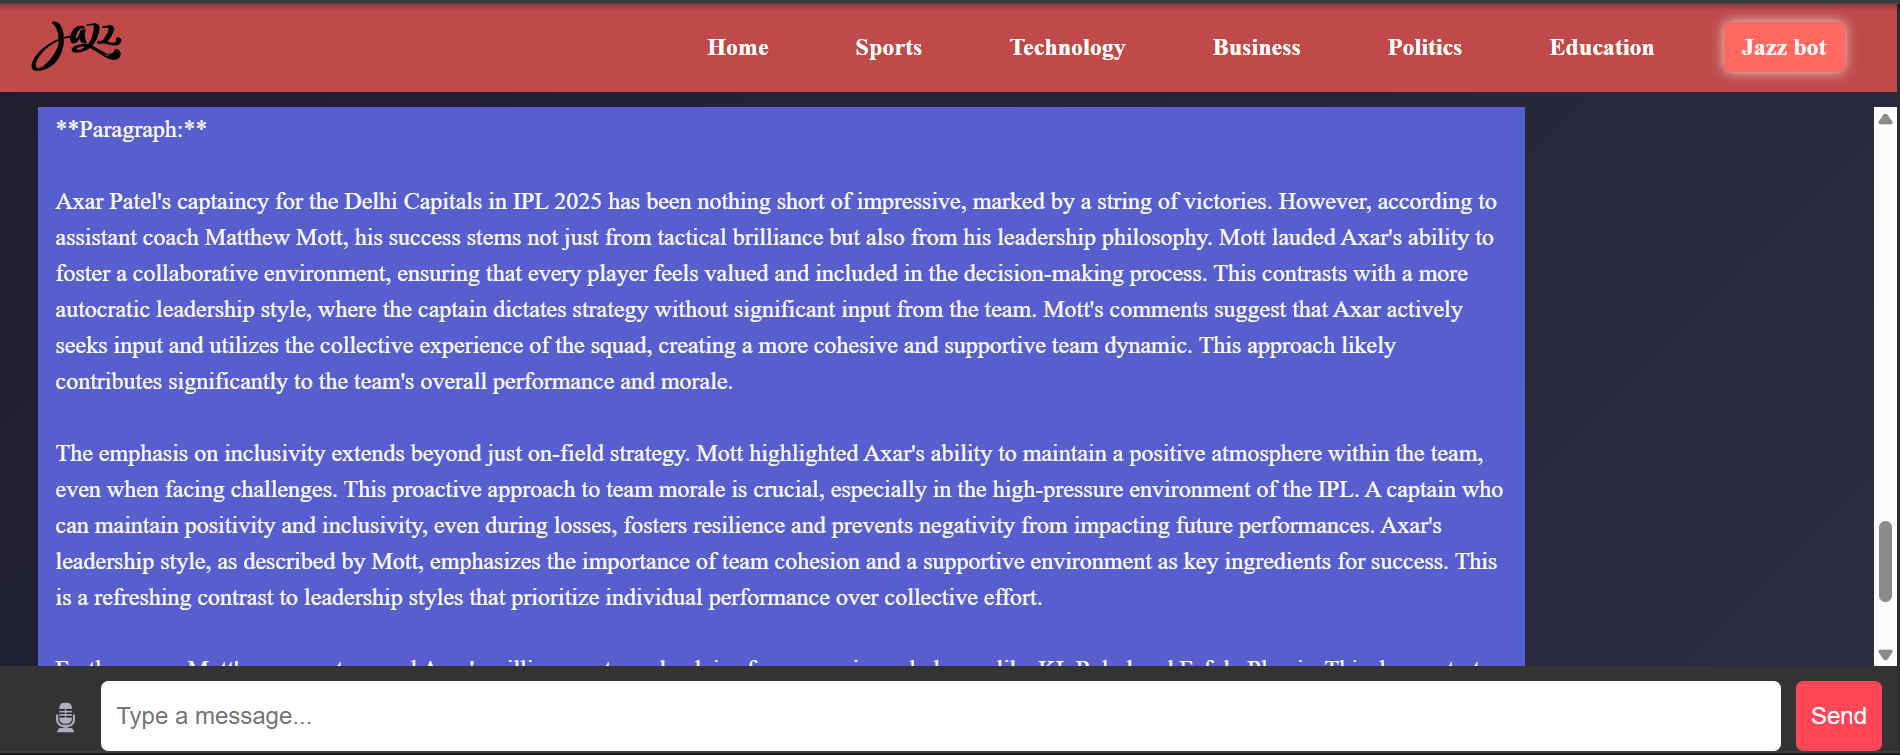 Jazz
Home Sports Technology Business Politics Education Jazz bot
**Paragraph:**
Axar Patel's captaincy for the Delhi Capitals in IPL 2025 has been nothing short of impressive, marked by a string of victories. However, according to
assistant coach Matthew Mott, his success stems not just from tactical brilliance but also from his leadership philosophy. Mott lauded Axar's ability to
foster a collaborative environment, ensuring that every player feels valued and included in the decision-making process. This contrasts with a more
autocratic leadership style, where the captain dictates strategy without significant input from the team. Mott's comments suggest that Axar actively
seeks input and utilizes the collective experience of the squad, creating a more cohesive and supportive team dynamic. This approach likely
contributes significantly to the team's overall performance and morale.
The emphasis on inclusivity extends beyond just on-field strategy. Mott highlighted Axar's ability to maintain a positive atmosphere within the team,
even when facing challenges. This proactive approach to team morale is crucial, especially in the high-pressure environment of the IPL. A captain who
can maintain positivity and inclusivity, even during losses, fosters resilience and prevents negativity from impacting future performances. Axar's
leadership style, as described by Mott, emphasizes the importance of team cohesion and a supportive environment as key ingredients for success. This
is a refreshing contrast to leadership styles that prioritize individual performance over collective effort.
Type a message...
Send